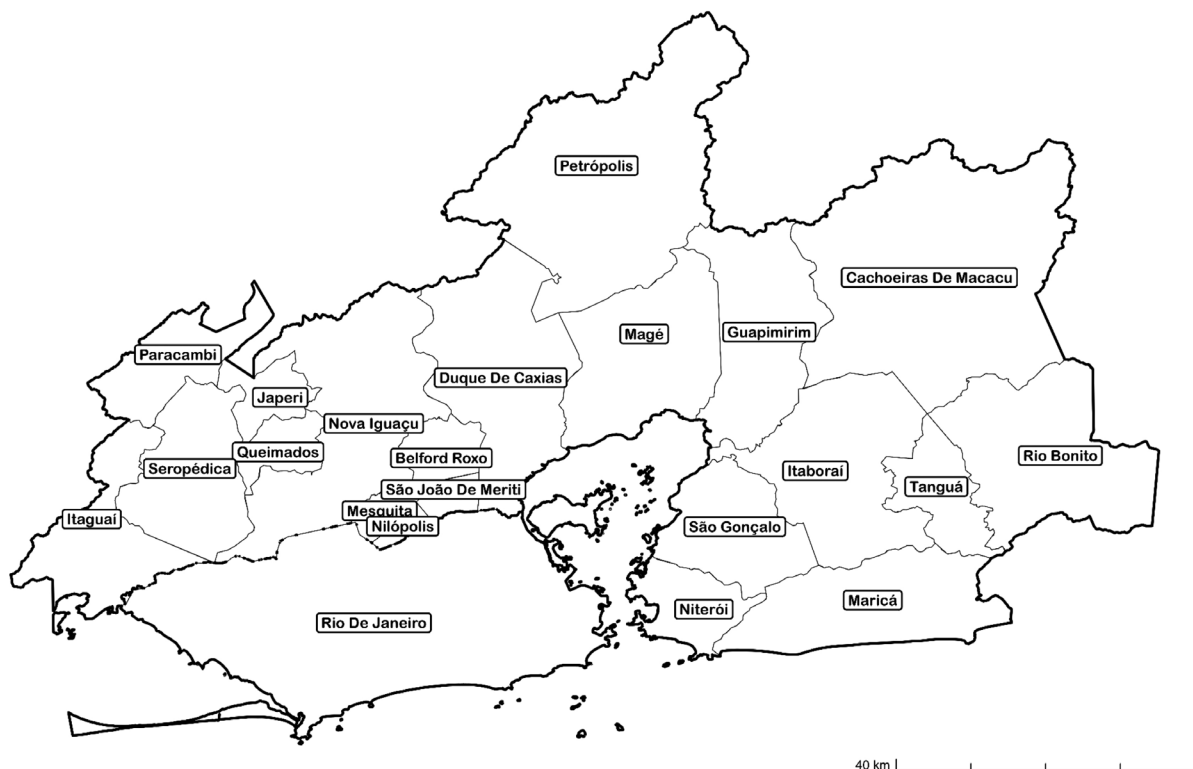 Petrópolis
Cachoeiras De Macacu
Magé
Guapimirim
Paracambi
Duque De Caxias
Japeri
Nova Iguaçu
Queimados
Belford Roxo
Rio Bonito
Seropédica
Itaboraí
São João De Meriti
Tanguá
Mesquita
Itaguaí
Nilópolis
São Gonçalo
Maricá
Niterói
Rio De Janeiro
40 km